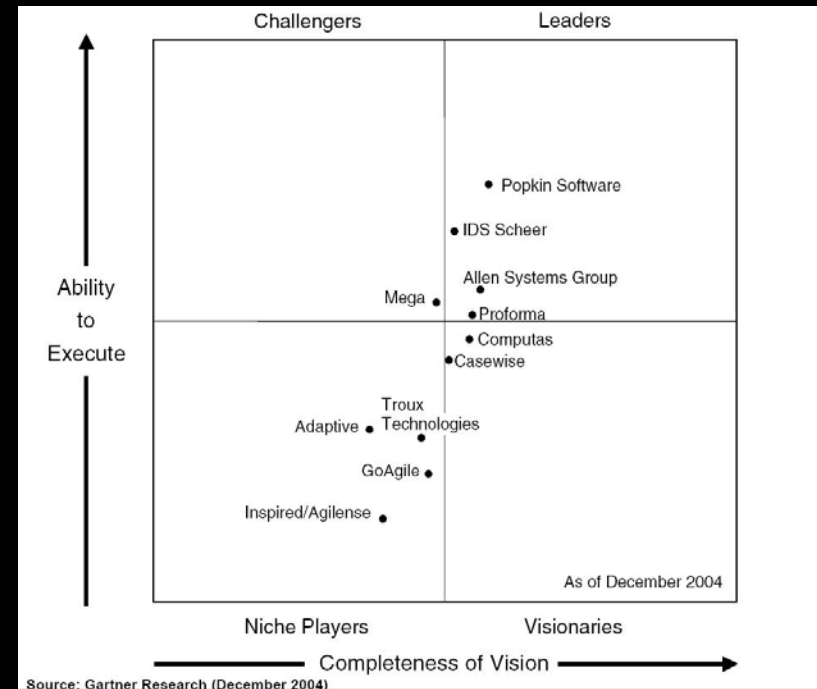 Challengers
Leaders
Popkin Software
IDS Scheer
Allen Systems Group
Mega
Proforma
Ability
to
Execute
Computas
Casewise
Troux
Technologies
Adaptive
GoAgile
Inspired/Agilense
As of December 2004
Niche Players
Visionaries
Completeness of Vision
Source: Gartner Research (December 2004)